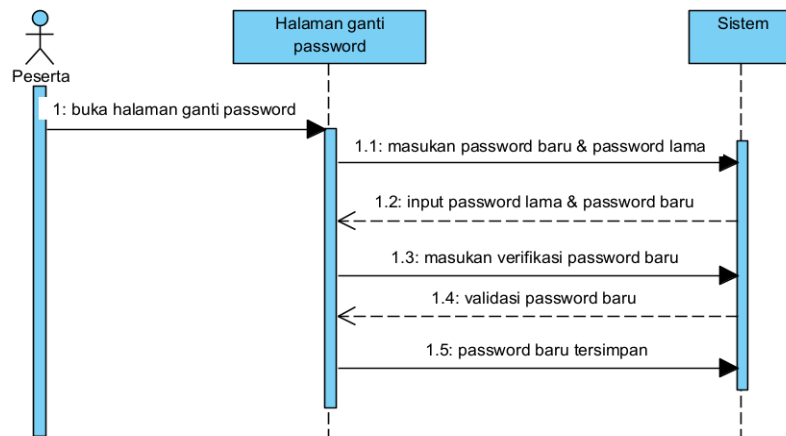 Halaman ganti
password
Sistem
Peserta
1: buka halaman ganti password
1.1: masukan password baru & password lama
1.2: input password lama & password baru
1.3: masukan verifikasi password baru
1.4: validasi password baru
1.5: password baru tersimpan